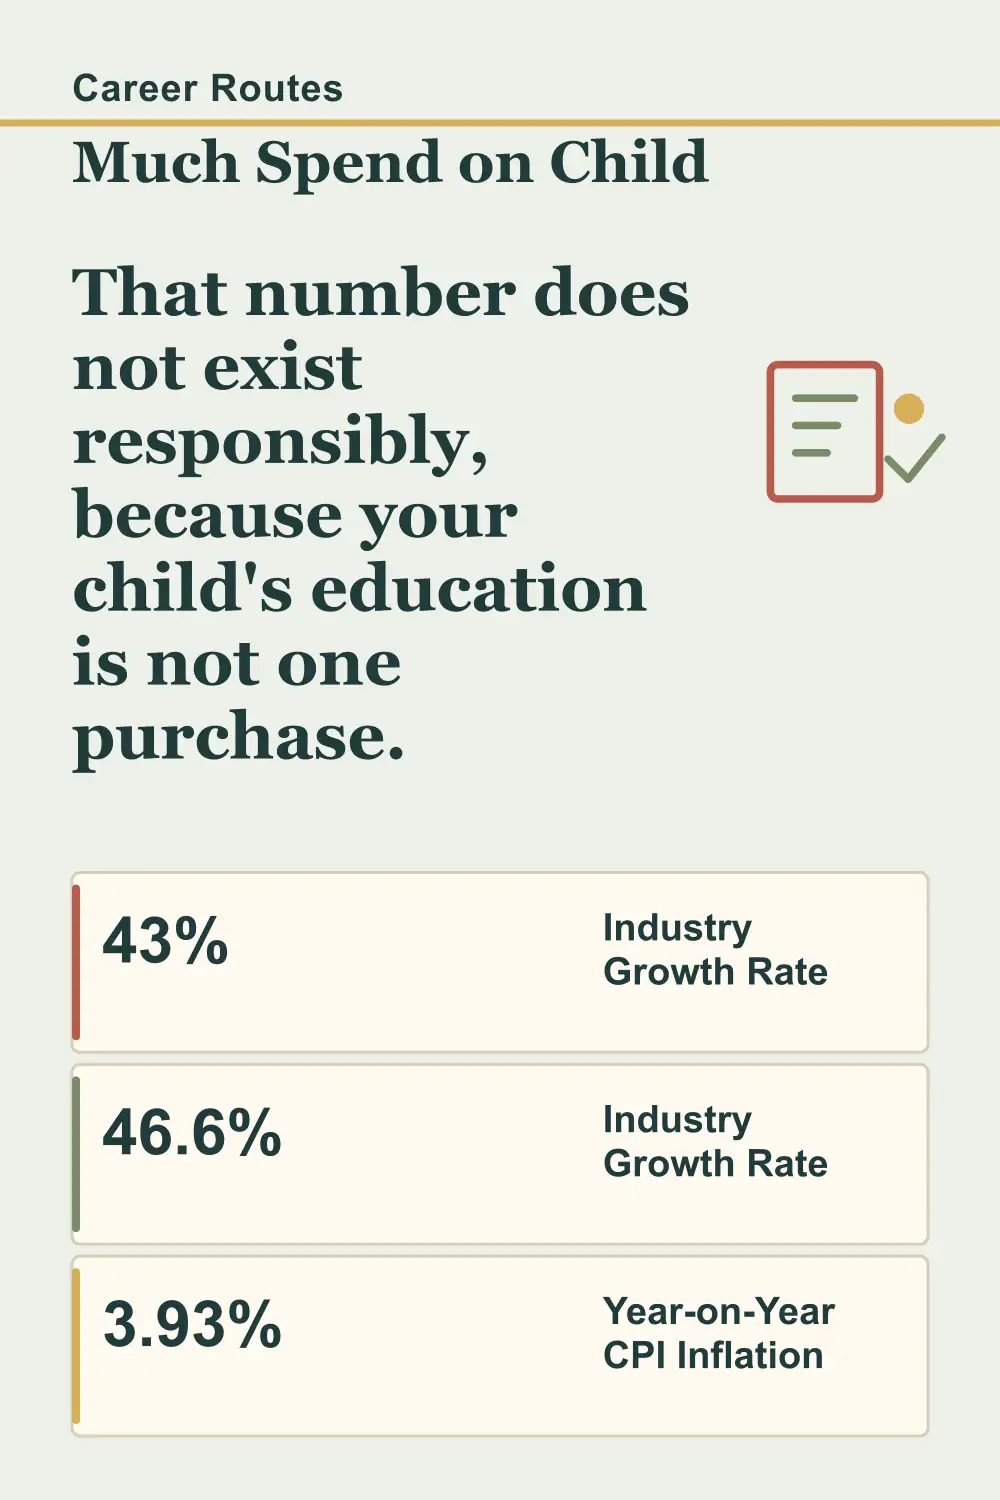 Career Routes
Much Spend on Child
That number does
not exist
responsibly,
because your
child's education
is not one
purchase.
43%
Industry
Growth Rate
46.6%
Industry
Growth Rate
3.93%
Year-on-Year
CPI Inflation